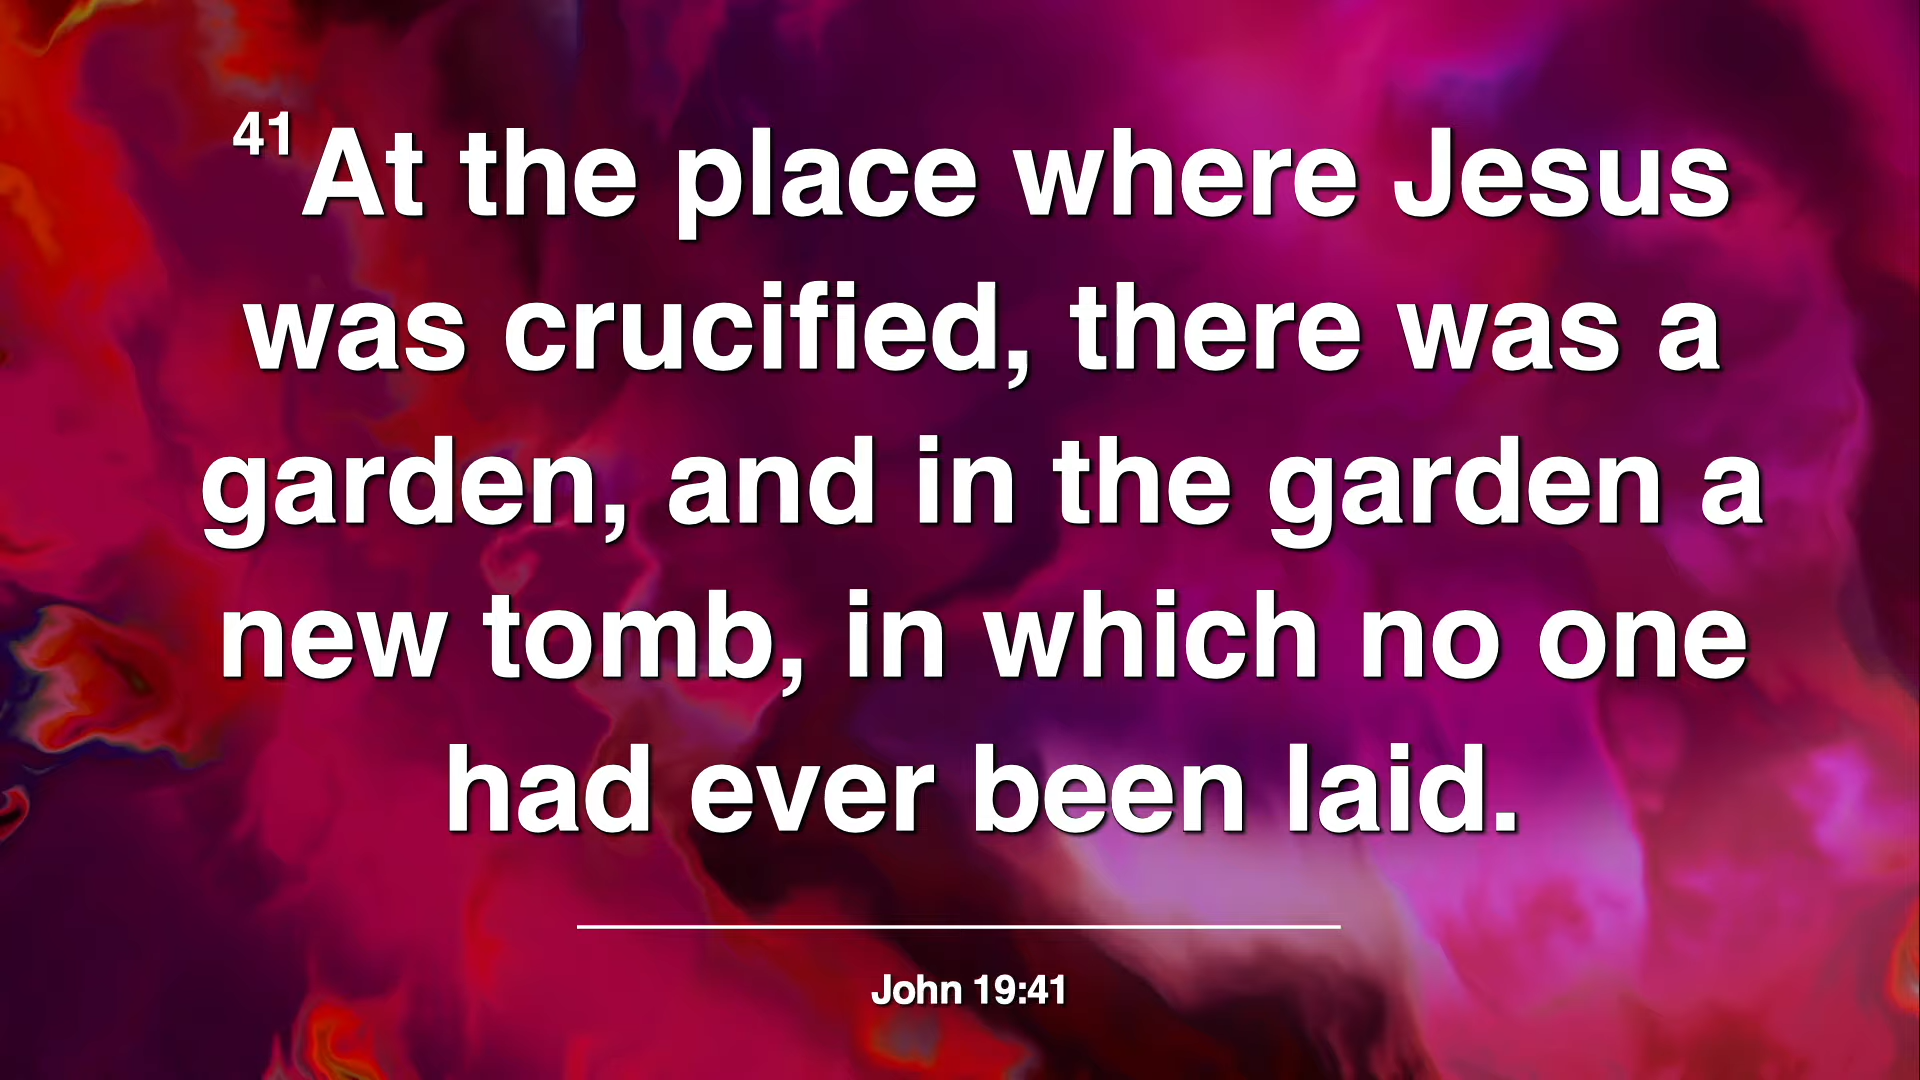 41 At the place where Jesus
was crucified, there was a
garden, and in the garden a
new tomb, in which no one
had ever been laid.
John 19:41